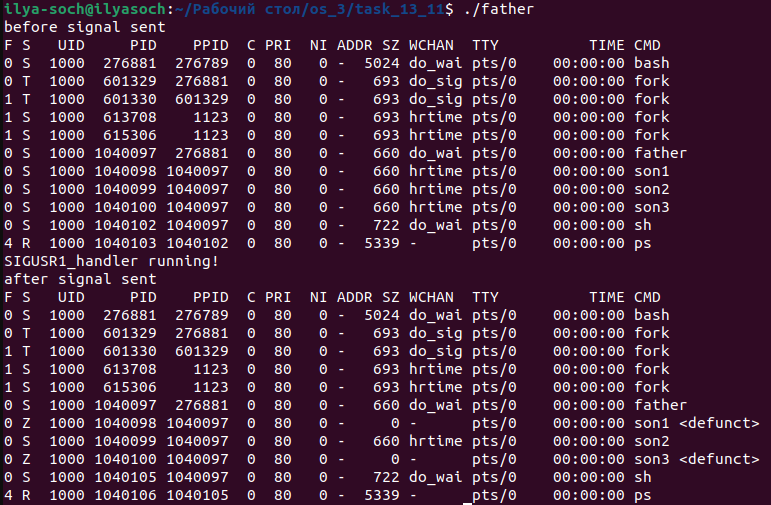 ilya-soch@ilyasoch:~/Рабочий стол/os_3/task_13_11$ ./father
before signal sent
F S   UID     PID    PPID  C PRI  NI ADDR SZ WCHAN  TTY          TIME CMD
0 S  1000  276881  276789  0  80   0 -  5024 do_wai pts/0    00:00:00 bash
0 T  1000  601329  276881  0  80   0 -   693 do_sig pts/0    00:00:00 fork
1 T  1000  601330  601329  0  80   0 -   693 do_sig pts/0    00:00:00 fork
1 S  1000  613708    1123  0  80   0 -   693 hrtime pts/0    00:00:00 fork
1 S  1000  615306    1123  0  80   0 -   693 hrtime pts/0    00:00:00 fork
0 S  1000 1040097  276881  0  80   0 -   660 do_wai pts/0    00:00:00 father
0 S  1000 1040098 1040097  0  80   0 -   660 hrtime pts/0    00:00:00 son1
0 S  1000 1040099 1040097  0  80   0 -   660 hrtime pts/0    00:00:00 son2
0 S  1000 1040100 1040097  0  80   0 -   660 hrtime pts/0    00:00:00 son3
0 S  1000 1040102 1040097  0  80   0 -   722 do_wai pts/0    00:00:00 sh
4 R  1000 1040103 1040102  0  80   0 -  5339 -      pts/0    00:00:00 ps
SIGUSR1_handler running!
after signal sent
F S   UID     PID    PPID  C PRI  NI ADDR SZ WCHAN  TTY          TIME CMD
0 S  1000  276881  276789  0  80   0 -  5024 do_wai pts/0    00:00:00 bash
0 T  1000  601329  276881  0  80   0 -   693 do_sig pts/0    00:00:00 fork
1 T  1000  601330  601329  0  80   0 -   693 do_sig pts/0    00:00:00 fork
1 S  1000  613708    1123  0  80   0 -   693 hrtime pts/0    00:00:00 fork
1 S  1000  615306    1123  0  80   0 -   693 hrtime pts/0    00:00:00 fork
0 S  1000 1040097  276881  0  80   0 -   660 do_wai pts/0    00:00:00 father
0 Z  1000 1040098 1040097  0  80   0 -     0 -      pts/0    00:00:00 son1 <defunct>
0 S  1000 1040099 1040097  0  80   0 -   660 hrtime pts/0    00:00:00 son2
0 Z  1000 1040100 1040097  0  80   0 -     0 -      pts/0    00:00:00 son3 <defunct>
0 S  1000 1040105 1040097  0  80   0 -   722 do_wai pts/0    00:00:00 sh
4 R  1000 1040106 1040105  0  80   0 -  5339 -      pts/0    00:00:00 ps